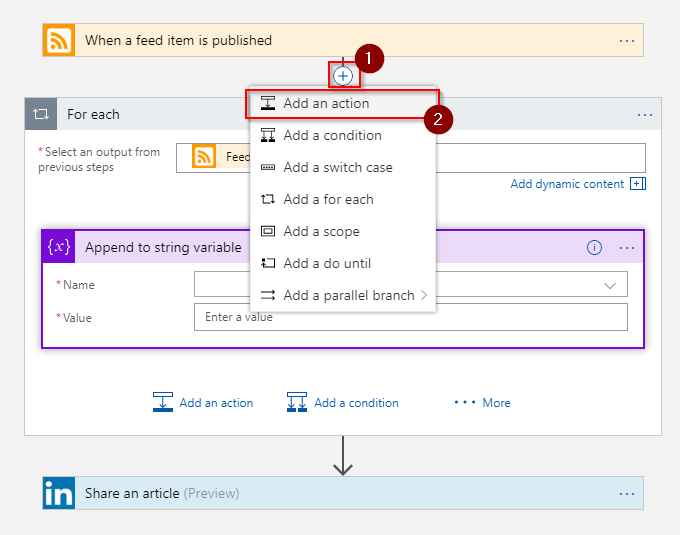 When a feed item is published
1
Add an action
2
For each
Add a condition
*Select an output from
previous steps
Feed
Add a switch case
Add dynamic content
Add a for each
Add a scope
{x} Append to string variable
Add a do until
*Name
Add a parallel branch
*Value
Enter a value
Add an action
Add a condition
More
in Share an article (Preview)